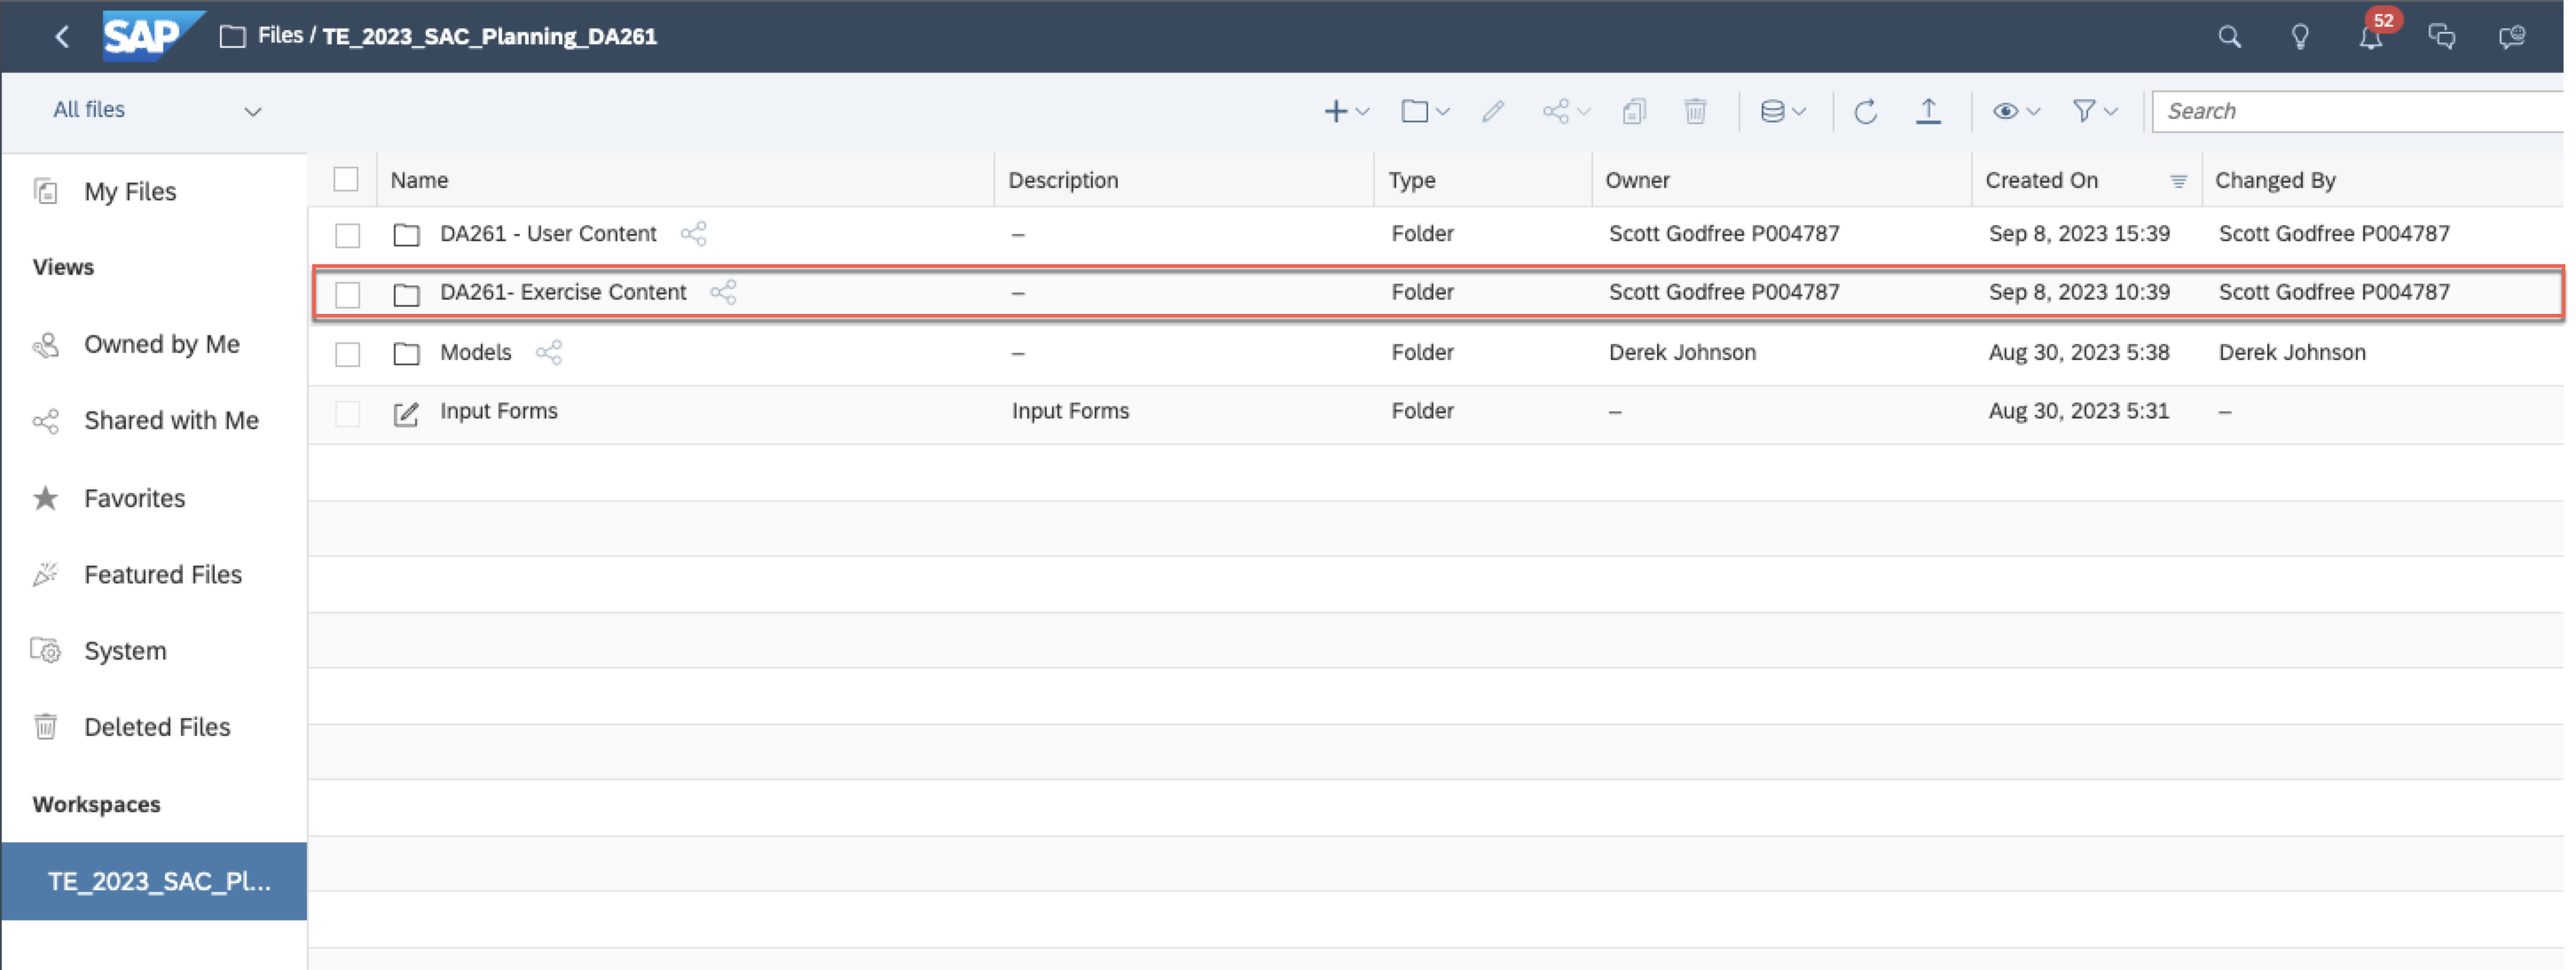 SAP Files / TE_2023_SAC_Planning_DA261 52
All files Search
My Files
Views
Owned by Me
Shared with Me
Favorites
Featured Files
System
Deleted Files
Workspaces
TE_2023_SAC_Pl...
Name Description Type Owner Created On Changed By
DA261 - User Content – Folder Scott Godfree P004787 Sep 8, 2023 15:39 Scott Godfree P004787
DA261- Exercise Content – Folder Scott Godfree P004787 Sep 8, 2023 10:39 Scott Godfree P004787
Models – Folder Derek Johnson Aug 30, 2023 5:38 Derek Johnson
Input Forms Input Forms Folder – Aug 30, 2023 5:31 –